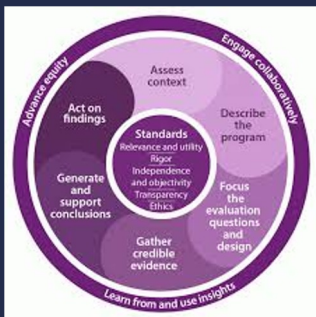 Advance equity
Engage collaboratively
Learn from and use insights
Assess
context
Describe
the
program
Focus
the
evaluation
questions
and
design
Gather
credible
evidence
Generate
and
support
conclusions
Act on
findings
Standards
Relevance and utility
Rigor
Independence
and objectivity
Transparency
Ethics